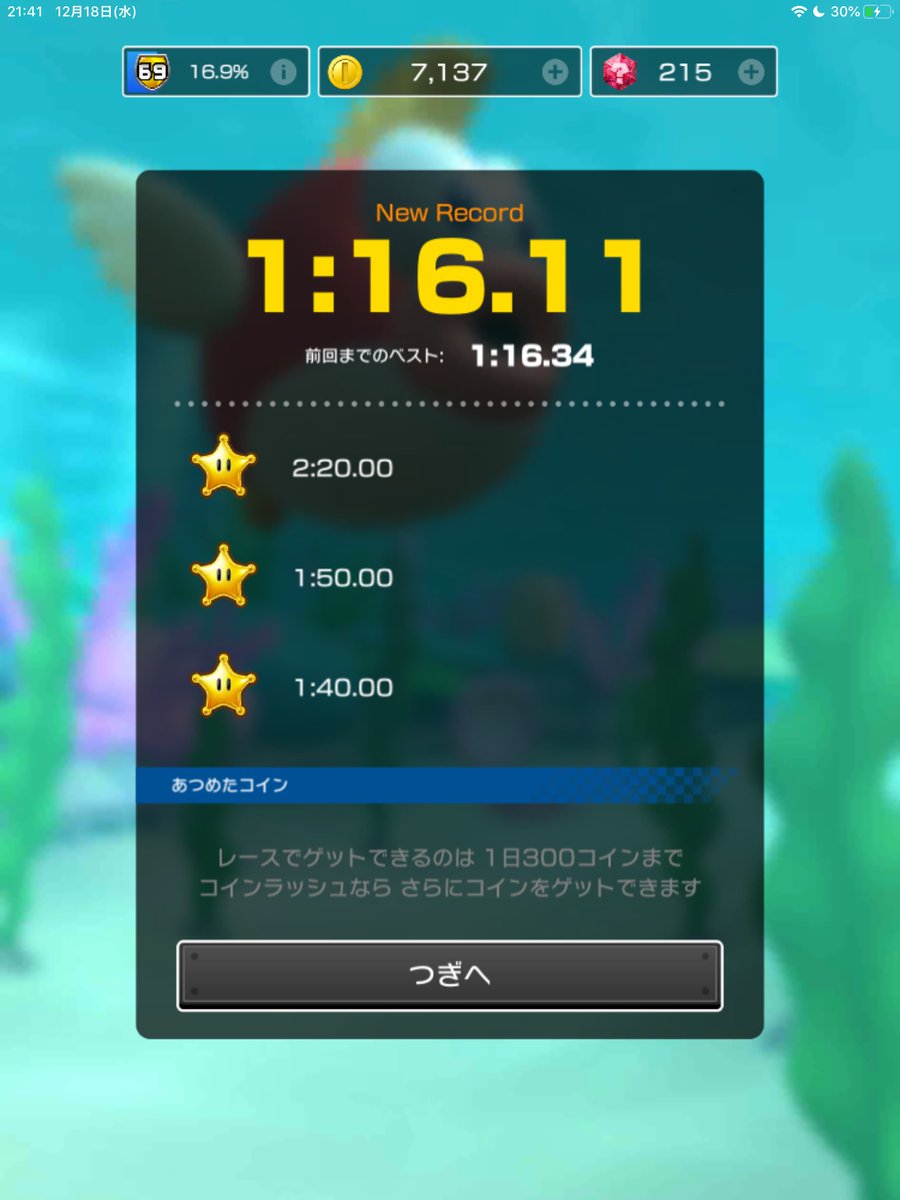 21:41 12月18日(水) 30%
69 16.9% 7,137 215
New Record
1:16.11
前回までのベスト: 1:16.34
2:20.00
1:50.00
1:40.00
あつめたコイン
レースでゲットできるのは 1日300コインまで
コインラッシュなら さらにコインをゲットできます
つぎへ